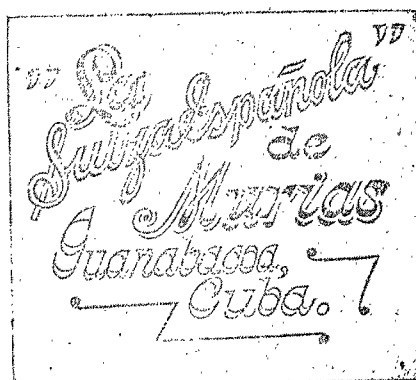 "La
Suiza Española"
de
A Murias
Guanabacoa,
Cuba.